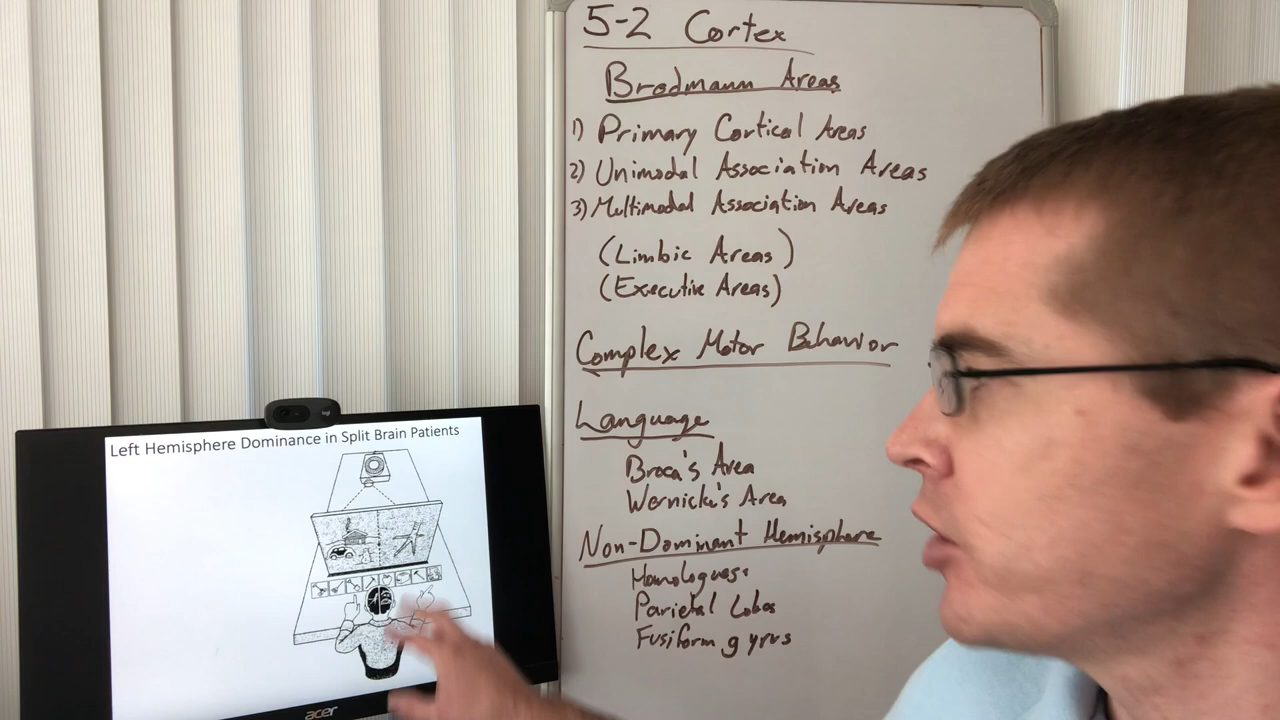 5-2 Cortex
Brodmann Areas
1) Primary Cortical Areas
2) Unimodal Association Areas
3) Multimodal Association Areas
(Limbic Areas)
(Executive Areas)
Complex Motor Behavior
Language
Broca's Area
Wernicke's Area
Non-Dominant Hemisphere
Homologues
Parietal Lobes
Fusiform gyrus
logi
Left Hemisphere Dominance in Split Brain Patients
acer